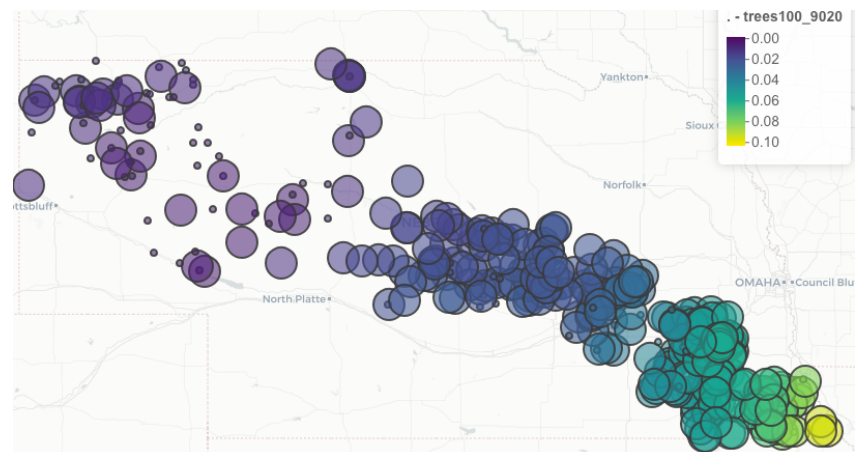 . - trees100_9020
0.00
0.02
0.04
0.06
0.08
0.10
Yankton
Sioux
Norfolk
ottsbluff
OMAHA
Council Blu
North Platte